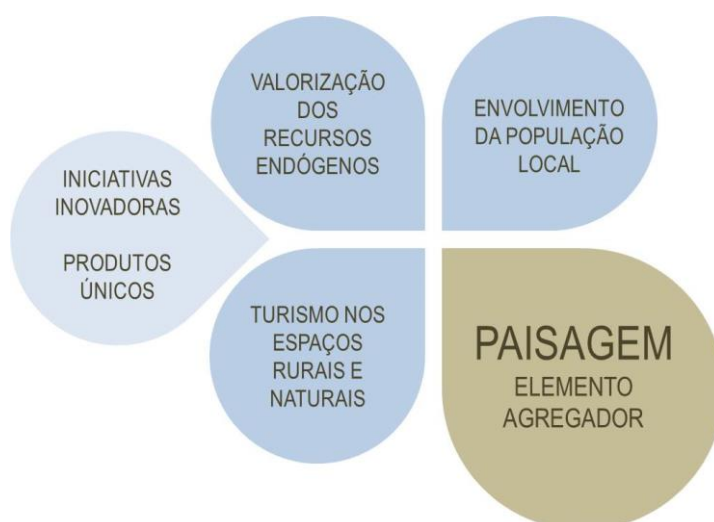 VALORIZAÇÃO
DOS
RECURSOS
ENDÓGENOS
ENVOLVIMENTO
DA POPULAÇÃO
LOCAL
INICIATIVAS
INOVADORAS
PRODUTOS
ÚNICOS
TURISMO NOS
ESPAÇOS
RURAIS E
NATURAIS
PAISAGEM
ELEMENTO
AGREGADOR